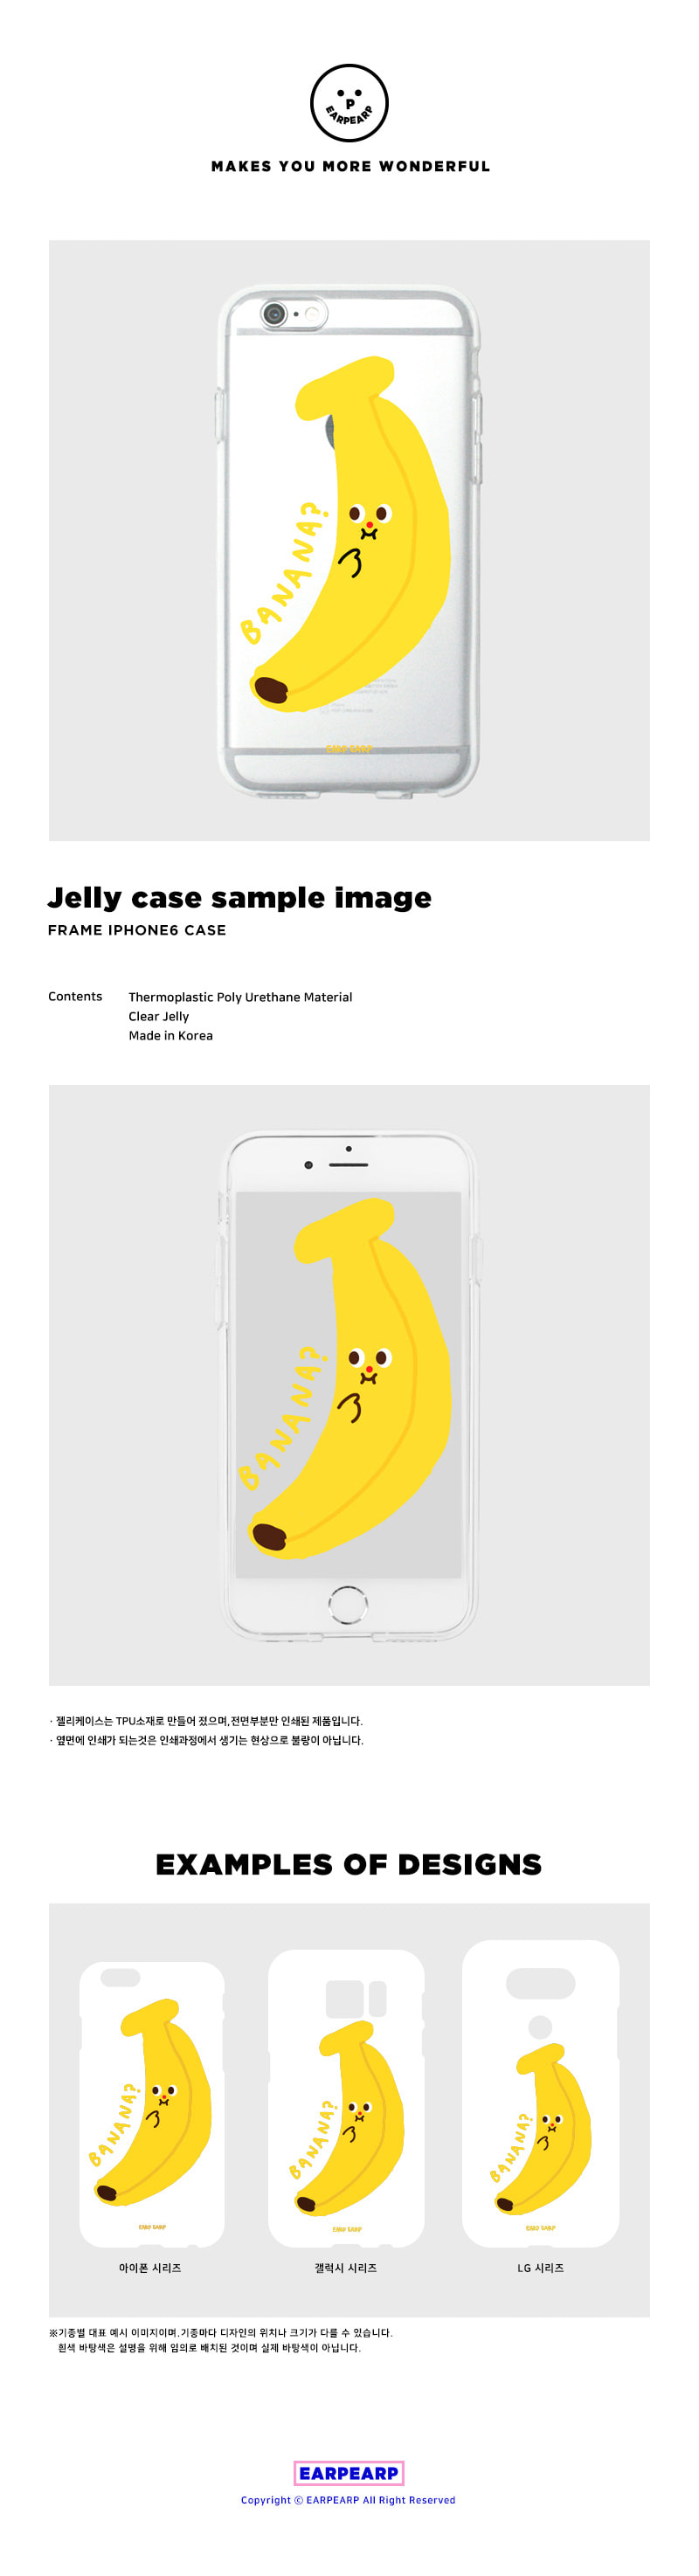 P
EARPEARP
MAKES YOU MORE WONDERFUL
BANANA?
EARP EARP
Jelly case sample image
FRAME IPHONE6 CASE
Contents Thermoplastic Poly Urethane Material
Clear Jelly
Made in Korea
BANANA?
· 젤리케이스는 TPU소재로 만들어 졌으며,전면부분만 인쇄된 제품입니다.
· 옆면에 인쇄가 되는것은 인쇄과정에서 생기는 현상으로 불량이 아닙니다.
EXAMPLES OF DESIGNS
BANANA? BANANA? BANANA?
EARP EARP EARP EARP EARP EARP
아이폰 시리즈 갤럭시 시리즈 LG 시리즈
※기종별 대표 예시 이미지이며,기종마다 디자인의 위치나 크기가 다를 수 있습니다.
흰색 바탕색은 설명을 위해 임의로 배치된 것이며 실제 바탕색이 아닙니다.
EARPEARP
Copyright ⓒ EARPEARP All Right Reserved